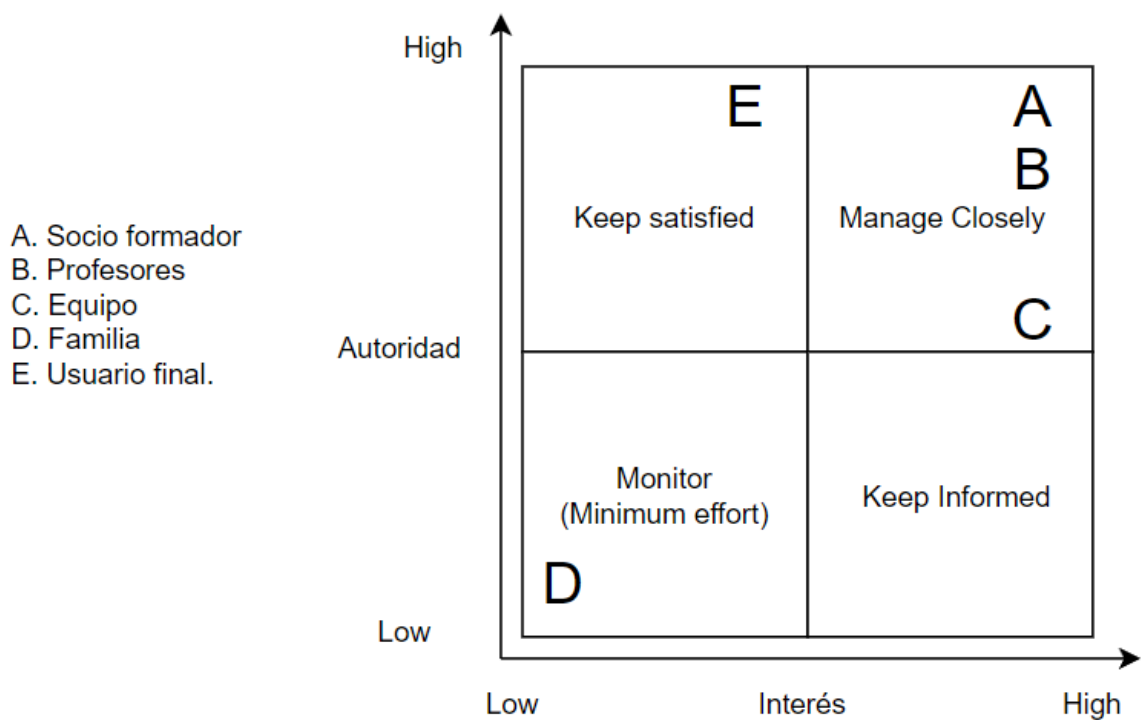 High
E
A
B
Keep satisfied
Manage Closely
A. Socio formador
B. Profesores
C. Equipo
D. Familia
E. Usuario final.
C
Autoridad
Monitor
(Minimum effort)
Keep Informed
D
Low
Low
Interés
High